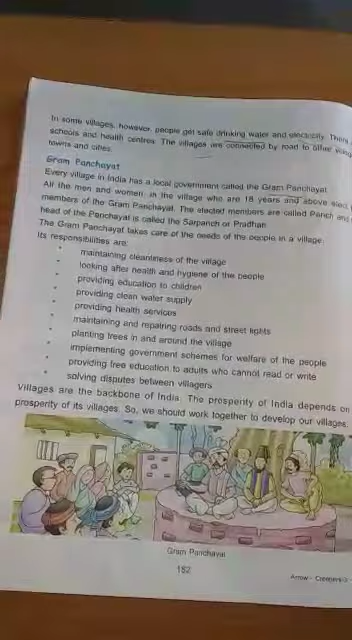 In some villages, however, people get safe drinking water and electricity. There
schools and health centres. The villages are connected by road to other
towns and cities.
Gram Panchayat
Every village in India has a local government called the Gram Panchayat.
All the men and women, in the village who are 18 years and above elect
members of the Gram Panchayat. The elected members are called Panch and
head of the Panchayat is called the Sarpanch or Pradhan.
The Gram Panchayat takes care of the needs of the people in a village.
Its responsibilities are:
• maintaining cleanliness of the village
• looking after health and hygiene of the people
• providing education to children
• providing clean water supply
• providing health services
• maintaining and repairing roads and street lights
• planting trees in and around the village
• implementing government schemes for welfare of the people
• providing free education to adults who cannot read or write
• solving disputes between villagers
Villages are the backbone of India. The prosperity of India depends on
prosperity of its villages. So, we should work together to develop our villages.
Gram Panchayat
182
Arrow -